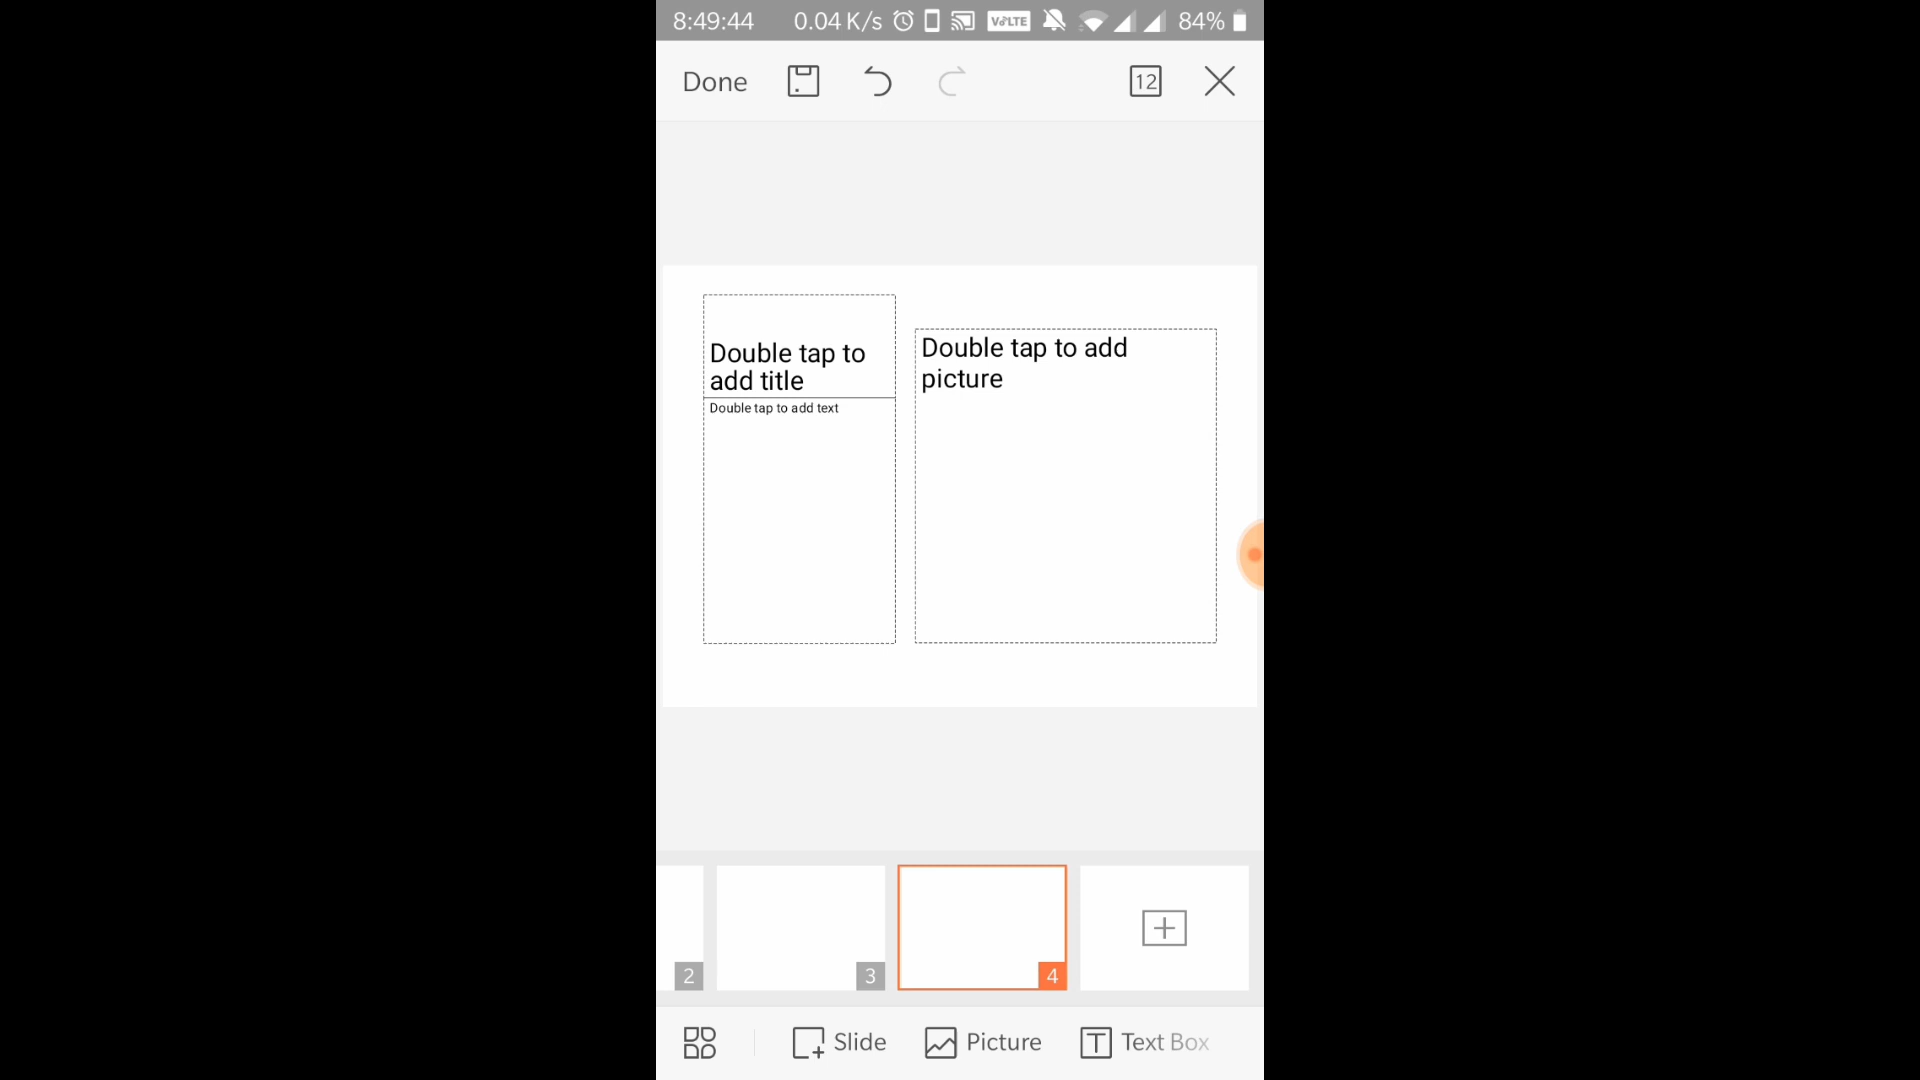 8:49:44 0.04 K/s VoLTE 84%
Done 12
Double tap to
add title
Double tap to add text
Double tap to add
picture
2 3 4
Slide Picture Text Box